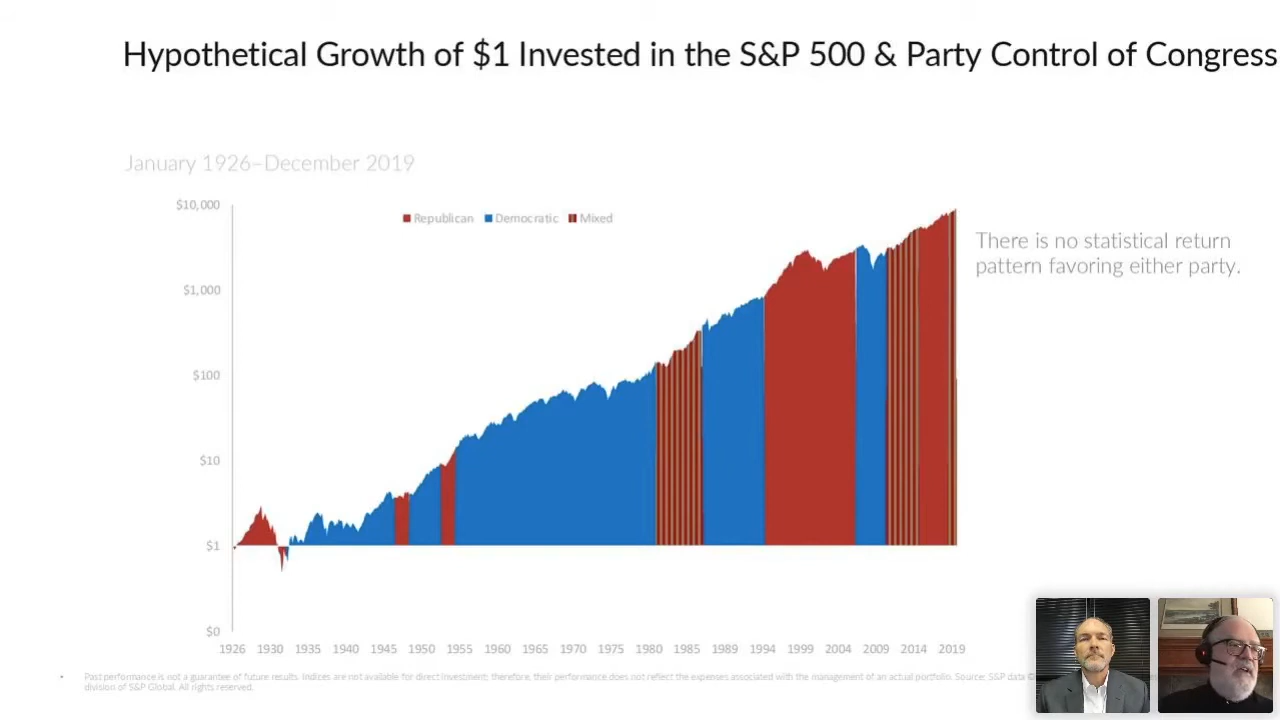 Hypothetical Growth of $1 Invested in the S&P 500 & Party Control of Congress
January 1926–December 2019
$10,000
Republican Democratic Mixed
There is no statistical return
pattern favoring either party.
$1,000
$100
$10
$1
$0
1926 1930 1935 1940 1945 1950 1955 1960 1965 1970 1975 1980 1985 1989 1994 1999 2004 2009 2014 2019
• Past performance is not a guarantee of future results. Indices are not available for direct investment; therefore, their performance does not reflect the expenses associated with the management of an actual portfolio. Source: S&P data ©
division of S&P Global. All rights reserved.